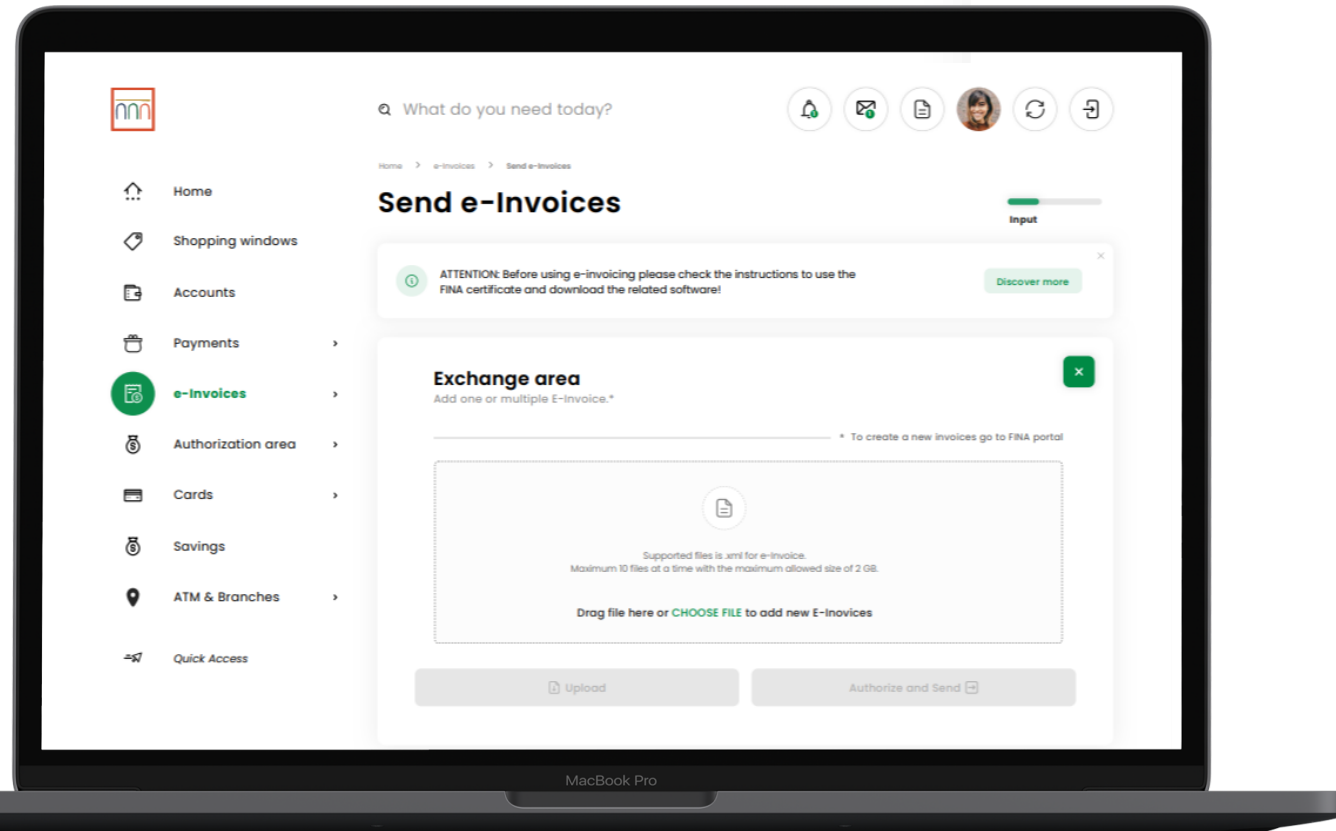 What do you need today?
Home > e-Invoices > Send e-Invoices
Send e-Invoices
Input
Home
Shopping windows
Accounts
Payments
e-Invoices
Authorization area
Cards
Savings
ATM & Branches
Quick Access
ATTENTION: Before using e-invoicing please check the instructions to use the
FINA certificate and download the related software!
Discover more
Exchange area
Add one or multiple E-Invoice.*
* To create a new invoices go to FINA portal
Supported files is .xml for e-Invoice.
Maximum 10 files at a time with the maximum allowed size of 2 GB.
Drag file here or CHOOSE FILE to add new E-Inovices
Upload
Authorize and Send
MacBook Pro